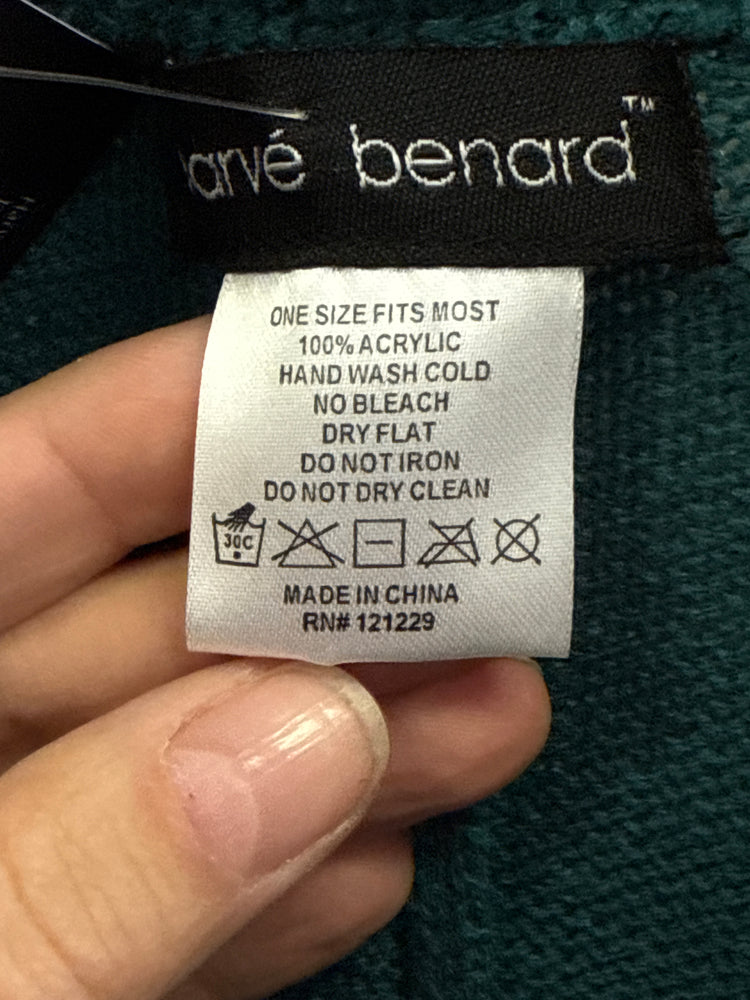 arvé benard™
ONE SIZE FITS MOST
100% ACRYLIC
HAND WASH COLD
NO BLEACH
DRY FLAT
DO NOT IRON
DO NOT DRY CLEAN
30C
MADE IN CHINA
RN# 121229